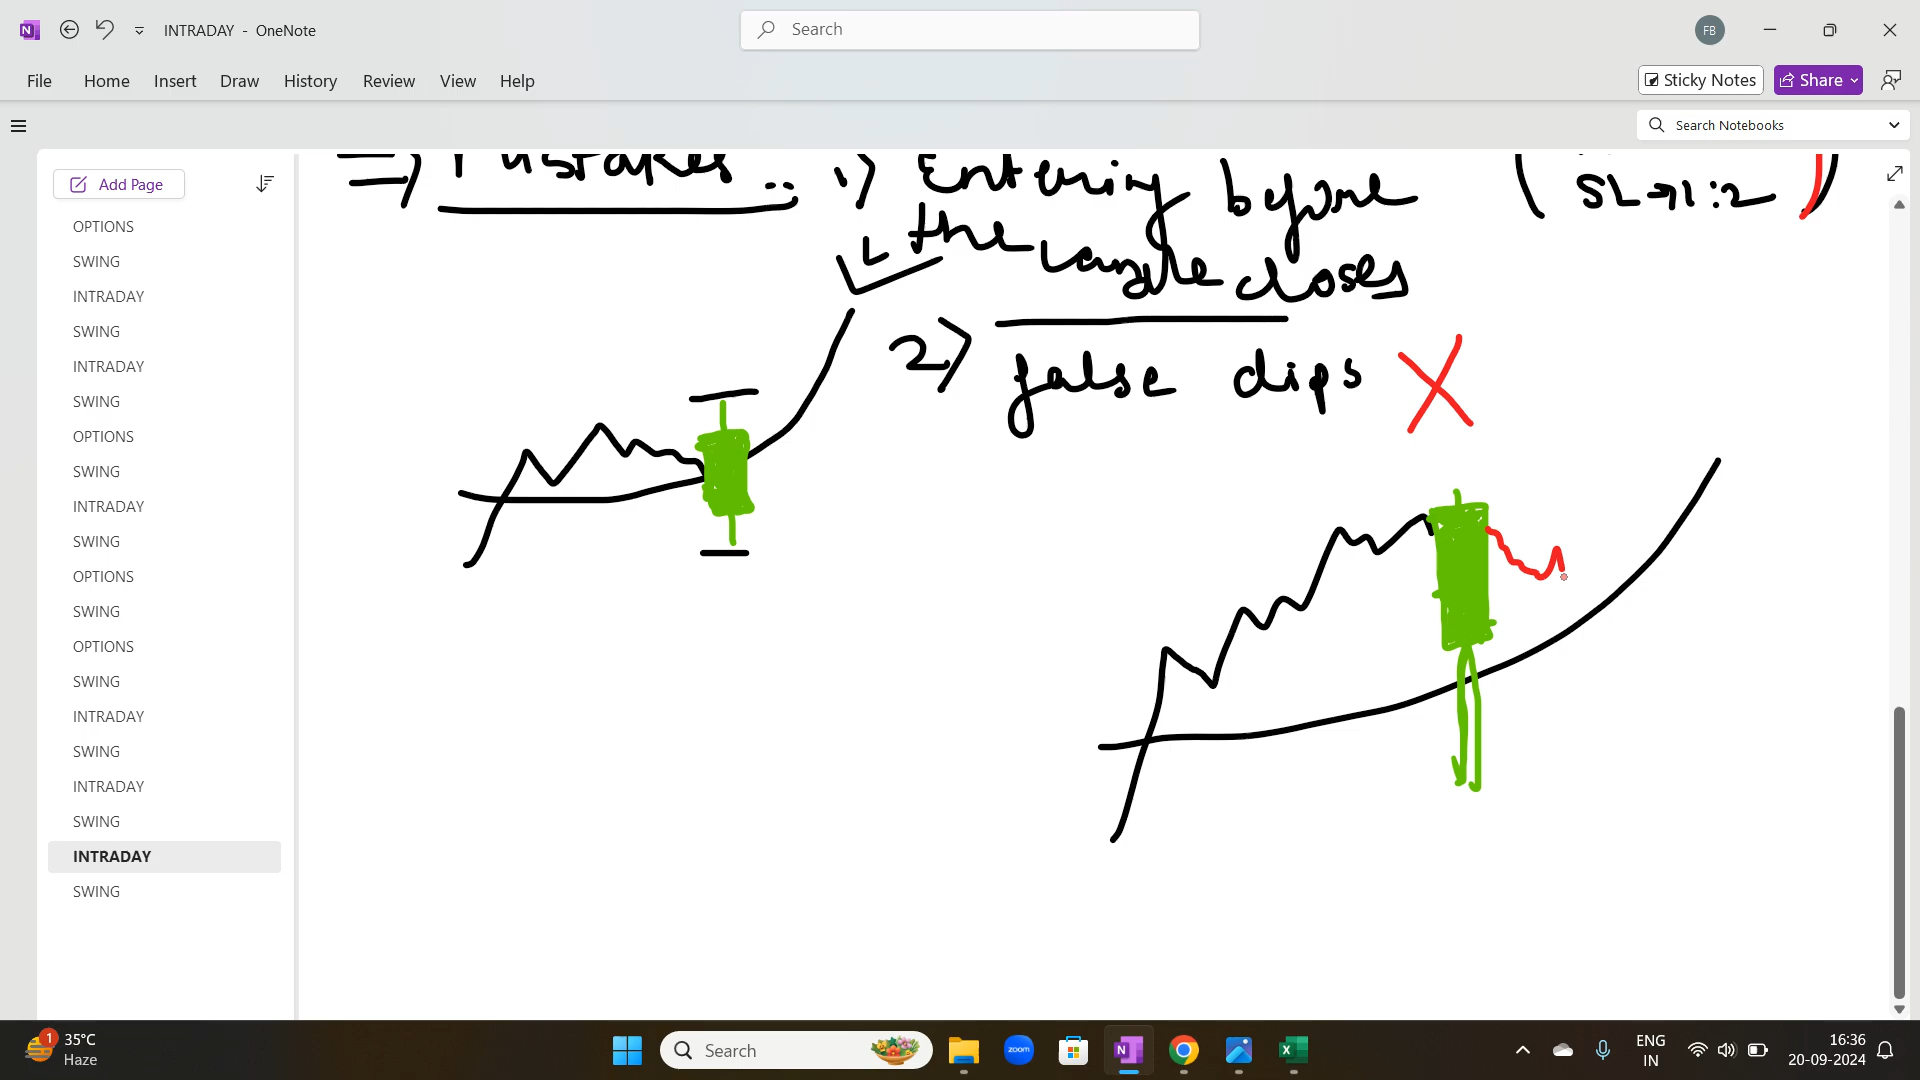 INTRADAY - OneNote
Search
FB
File Home Insert Draw History Review View Help
Sticky Notes
Share
Search Notebooks
Add Page
OPTIONS
SWING
INTRADAY
SWING
INTRADAY
SWING
OPTIONS
SWING
INTRADAY
SWING
OPTIONS
SWING
OPTIONS
SWING
INTRADAY
SWING
INTRADAY
SWING
INTRADAY
SWING
=> Mistakes .. 1) Entering before
the candle closes
SL→1:2
2) false dips X
1
35°C
Haze
Search
zoom
ENG
IN
16:36
20-09-2024